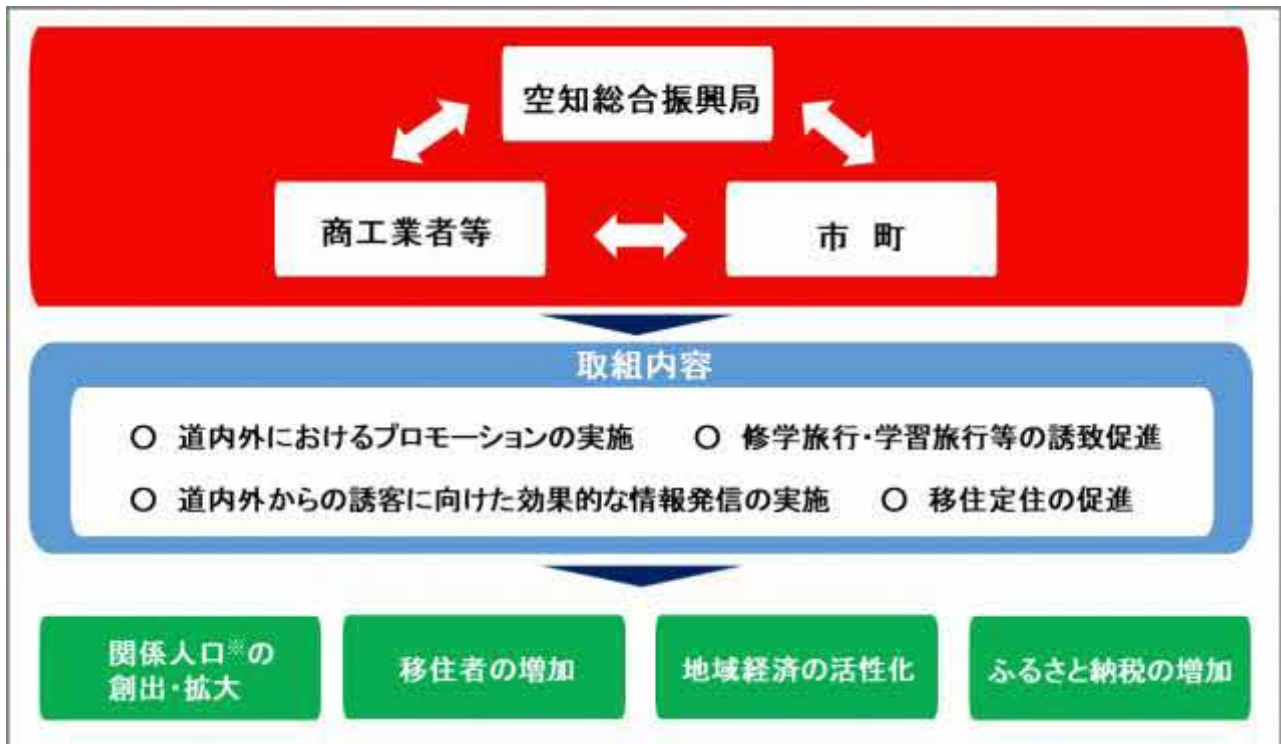 空知総合振興局
商工業者等
市 町
取組内容
○ 道内外におけるプロモーションの実施 ○ 修学旅行・学習旅行等の誘致促進
○ 道内外からの誘客に向けた効果的な情報発信の実施 ○ 移住定住の促進
関係人口※の
創出・拡大
移住者の増加
地域経済の活性化
ふるさと納税の増加